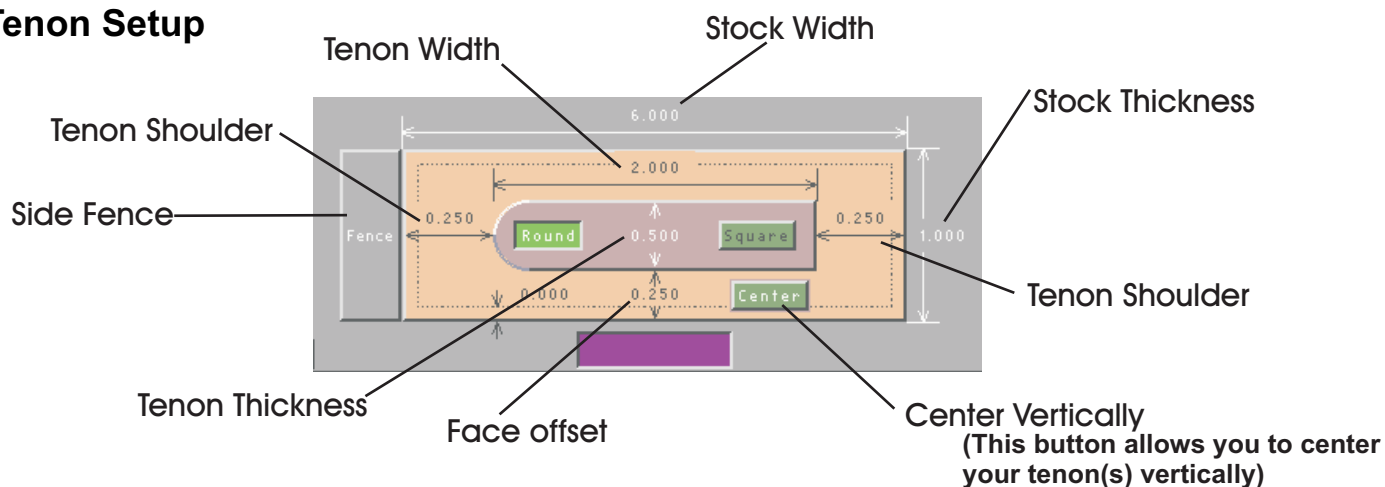 Tenon Setup
Stock Width
Tenon Width
Stock Thickness
6.000
Tenon Shoulder
2.000
Side Fence
0.250
0.250
Fence
Round
0.500
Square
1.000
0.000
0.250
Center
Tenon Shoulder
Tenon Thickness
Face offset
Center Vertically
(This button allows you to center
your tenon(s) vertically)